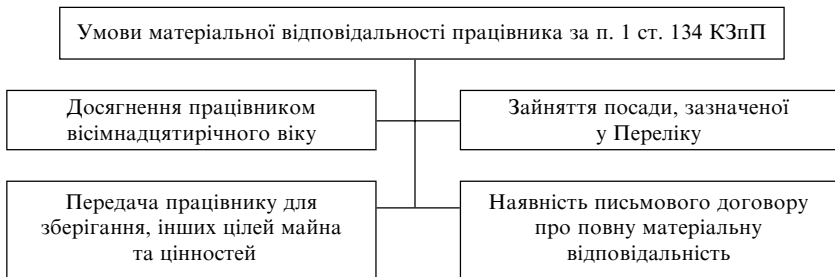 Умови матеріальної відповідальності працівника за п. 1 ст. 134 КЗпП
Досягнення працівником
вісімнадцятирічного віку
Зайняття посади, зазначеної
у Переліку
Передача працівнику для
зберігання, інших цілей майна
та цінностей
Наявність письмового договору
про повну матеріальну
відповідальність